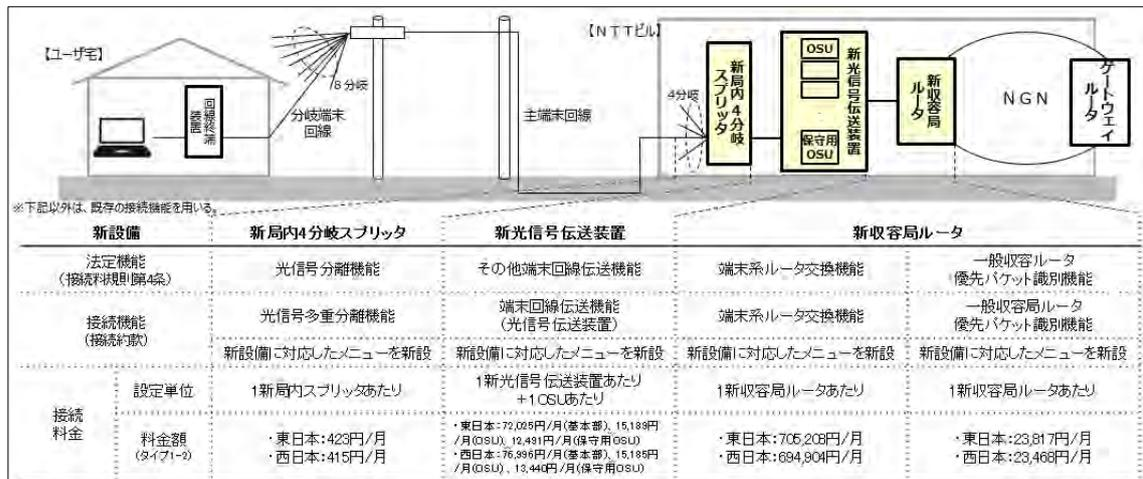 【ユーザ宅】
回線終端
装置
8分岐
分岐端末
回線
主端末回線
【NTTビル】
4分岐
新局内4分岐
スプリッタ
OSU
保守用
OSU
新光信号伝送装置
新収容局
ルータ
NGN
ゲートウェイ
ルータ
※下記以外は、既存の接続機能を用いる。
新設備
新局内4分岐スプリッタ
新光信号伝送装置
新収容局ルータ
法定機能
(接続料規則第4条)
光信号分離機能
その他端末回線伝送機能
端末系ルータ交換機能
一般収容ルータ
優先パケット識別機能
接続機能
(接続約款)
光信号多重分離機能
端末回線伝送機能
(光信号伝送装置)
端末系ルータ交換機能
一般収容局ルータ
優先パケット識別機能
新設備に対応したメニューを新設
新設備に対応したメニューを新設
新設備に対応したメニューを新設
新設備に対応したメニューを新設
接続
料金
設定単位
1新局内スプリッタあたり
1新光信号伝送装置あたり
+1OSUあたり
1新収容局ルータあたり
1新収容局ルータあたり
料金額
(タイプ1-2)
・東日本:423円/月
・西日本:415円/月
・東日本:72,025円/月(基本部)、15,189円
/月(OSU)、12,491円/月(保守用OSU)
・西日本:76,996円/月(基本部)、15,185円
/月(OSU)、13,440円/月(保守用OSU)
・東日本:705,208円/月
・西日本:694,904円/月
・東日本:23,817円/月
・西日本:23,468円/月